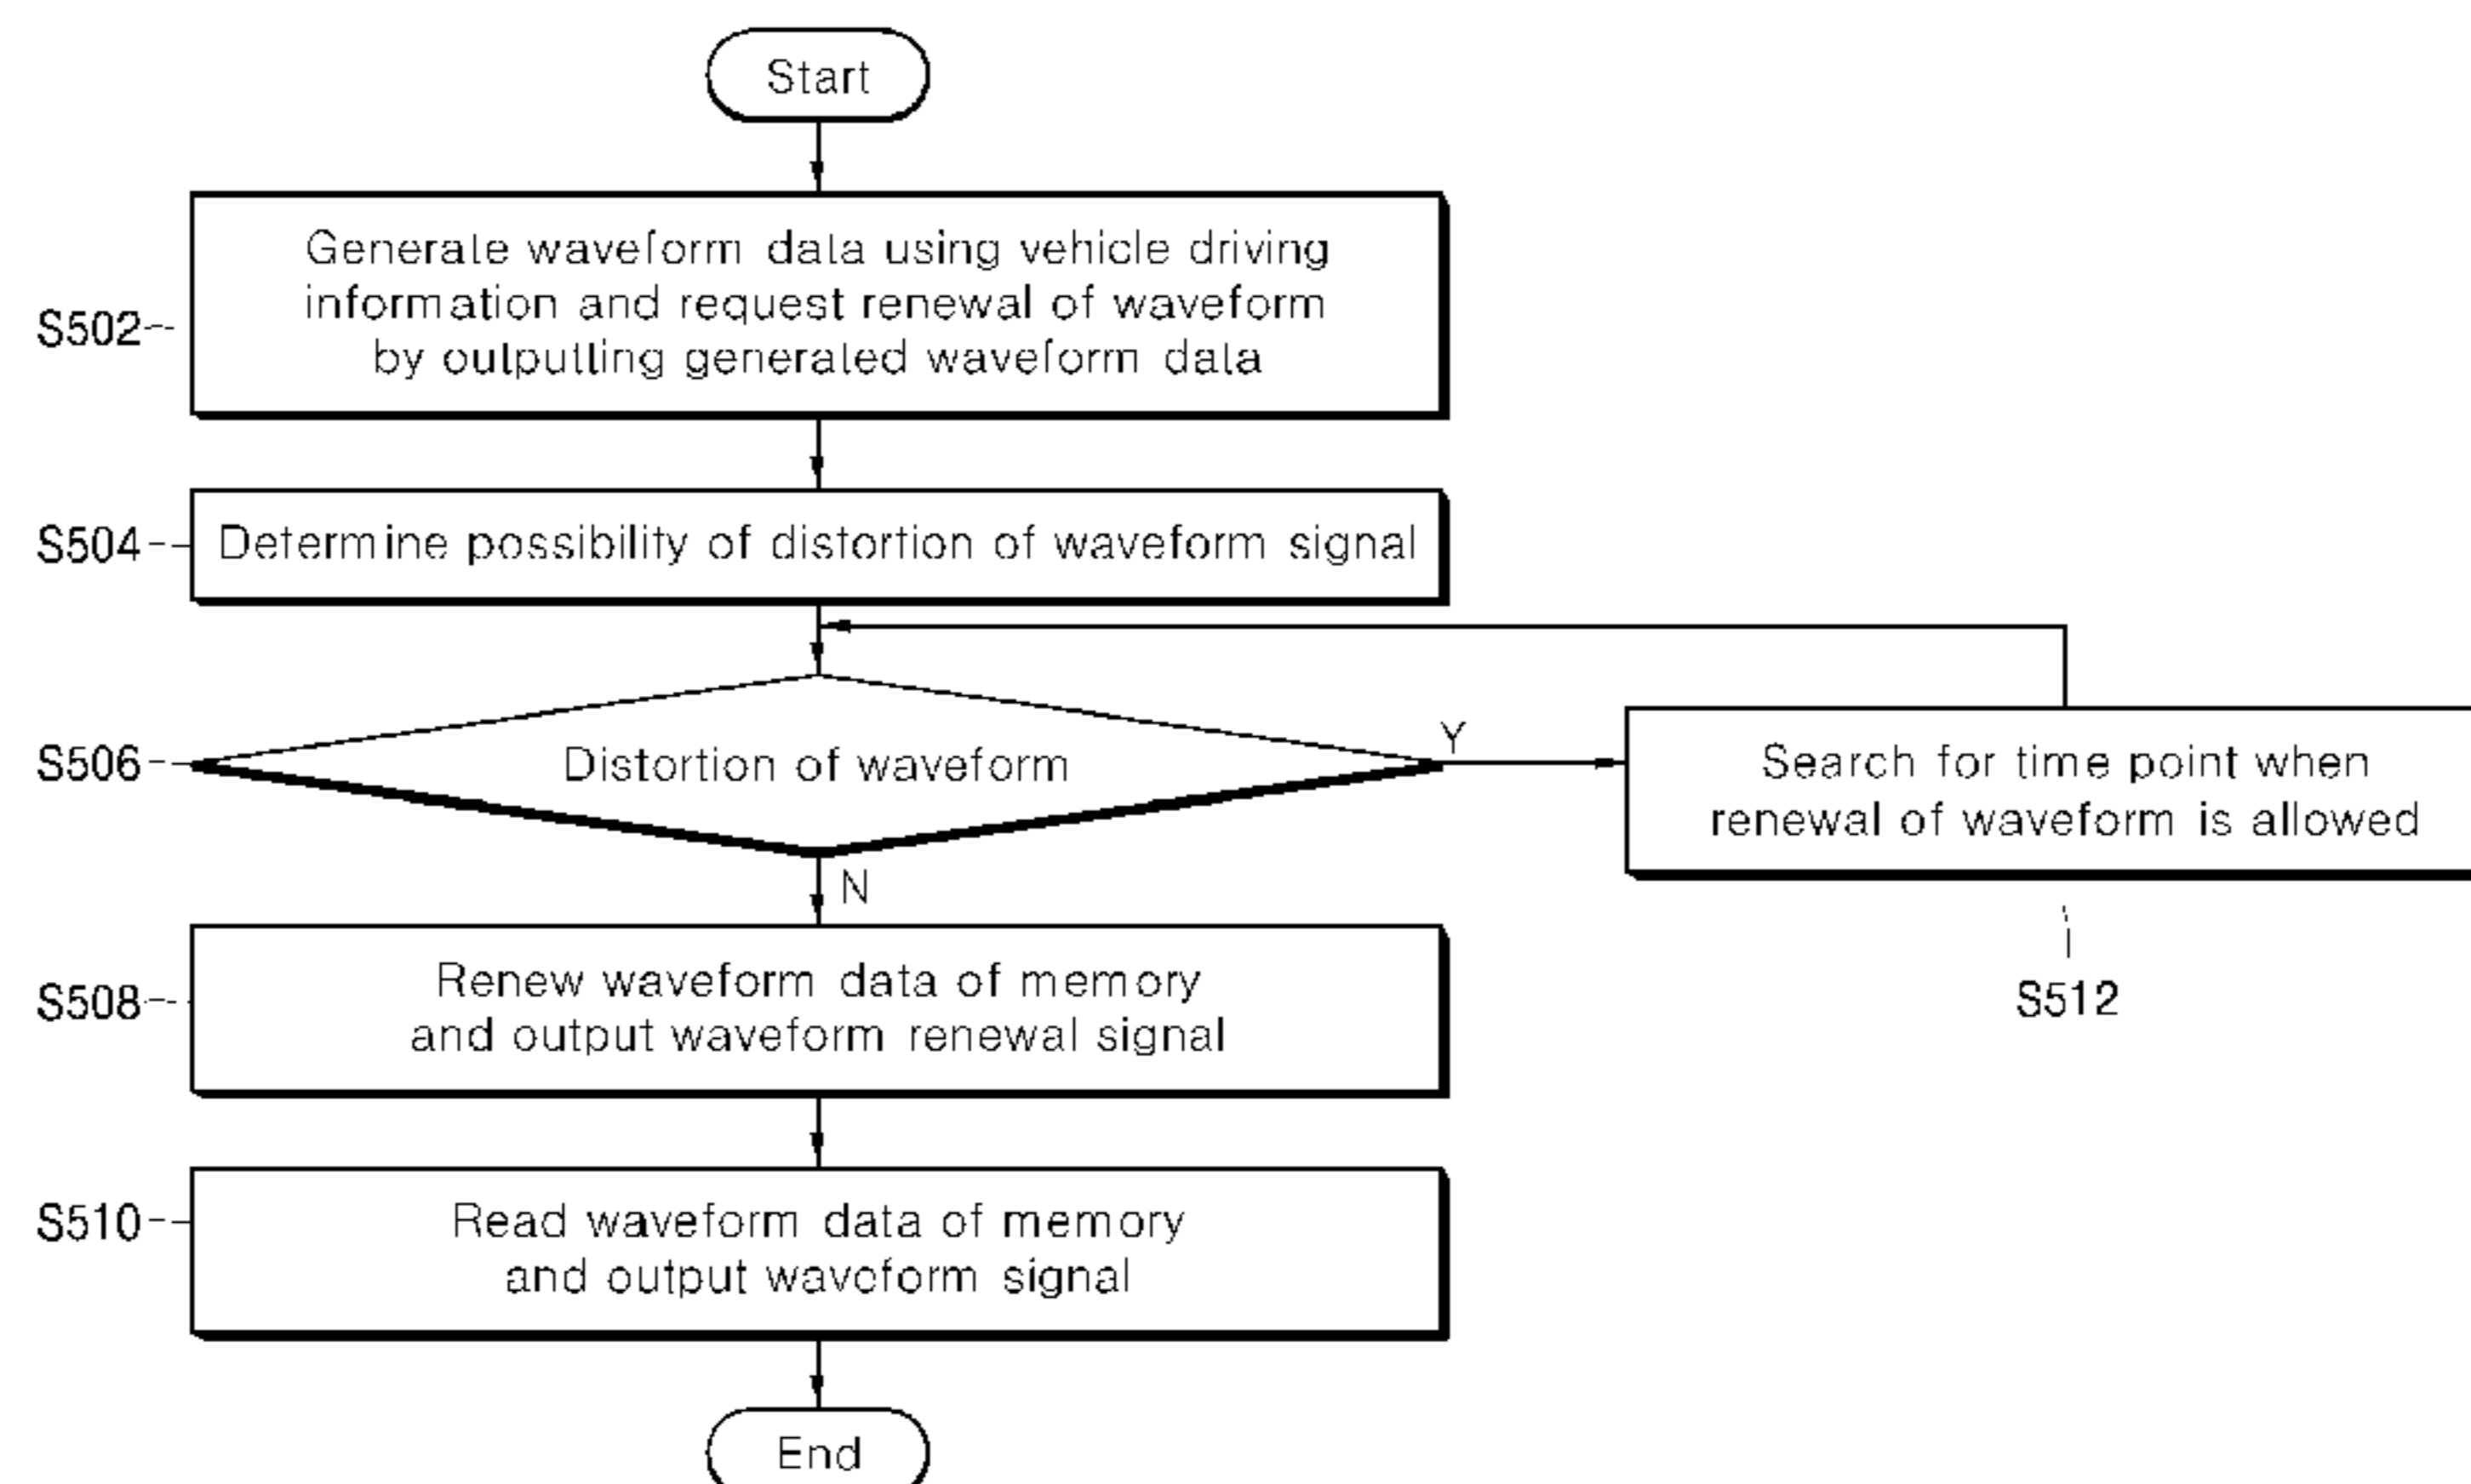 Start
Generate waveform data using vehicle driving
information and request renewal of waveform
by outputting generated waveform data
S502
S504
Determine possibility of distortion of waveform signal
S506
Distortion of waveform
Y
Search for time point when
renewal of waveform is allowed
S512
N
Renew waveform data of memory
and output waveform renewal signal
S508
Read waveform data of memory
and output waveform signal
S510
End